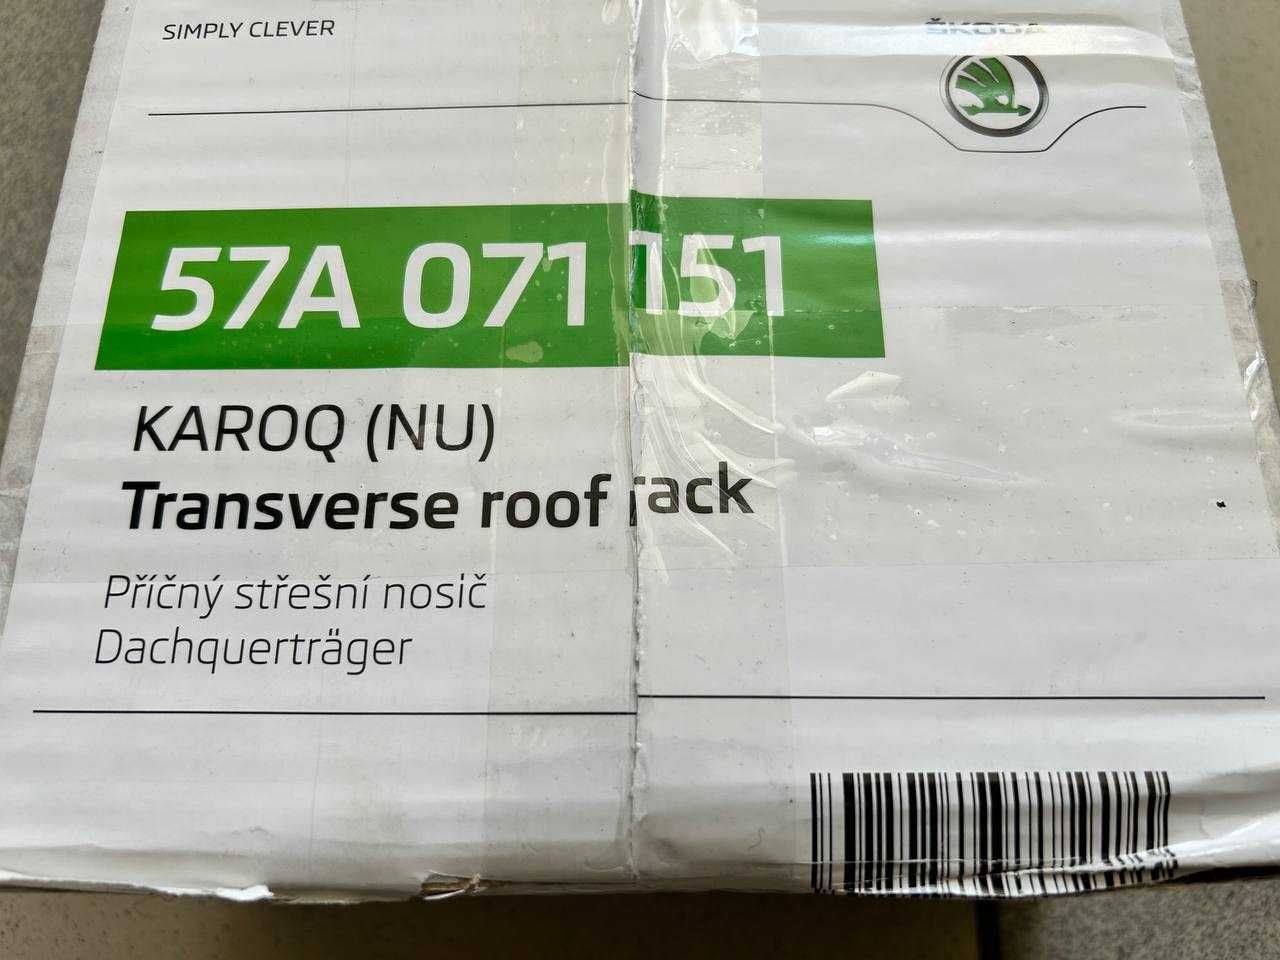 SIMPLY CLEVER
ŠKODA
57A 071 151
KAROQ (NU)
Transverse roof rack
Příčný střešní nosič
Dachquerträger